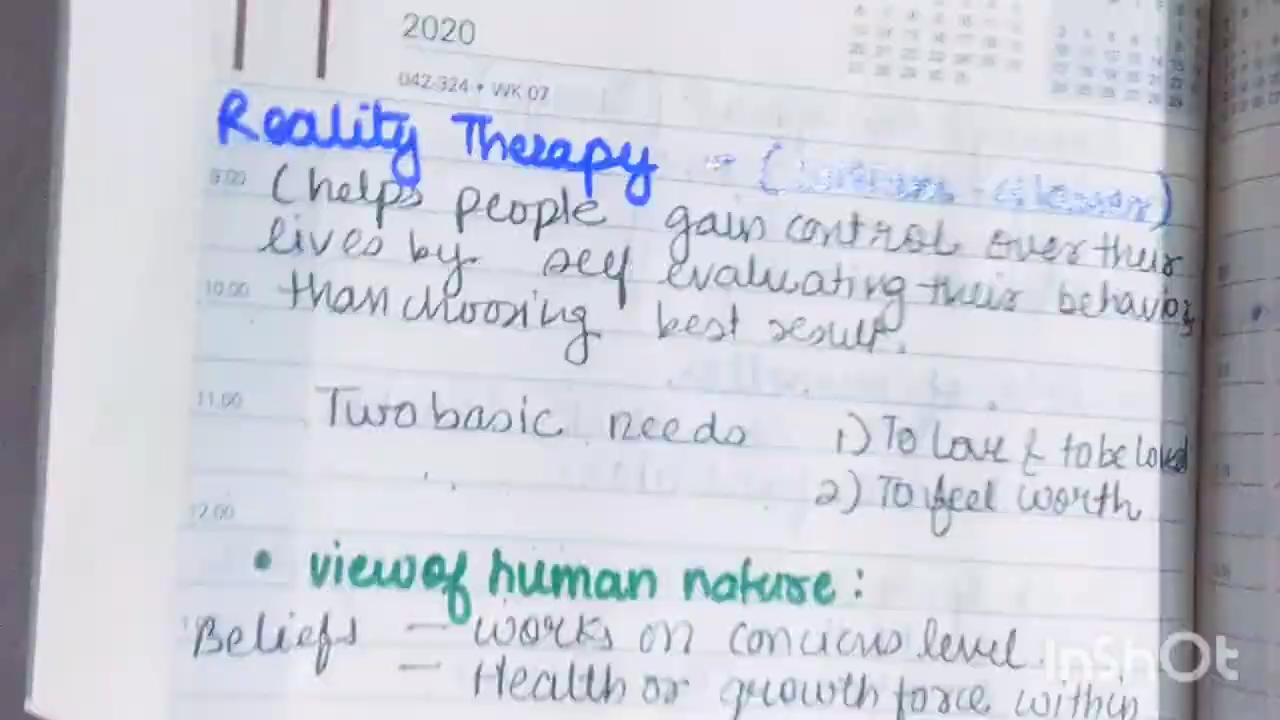 2020
042-324 • WK 07
Reality Therapy - (
9.00 (helps people gain control over their
lives by self evaluating their behavior
10.00 than choosing best result.
11.00 Two basic needs 1) To love & to be loved
2) To feel worth
12.00
• view of human nature:
Beliefs — works on concious level.
— Health or growth force within
InShOt